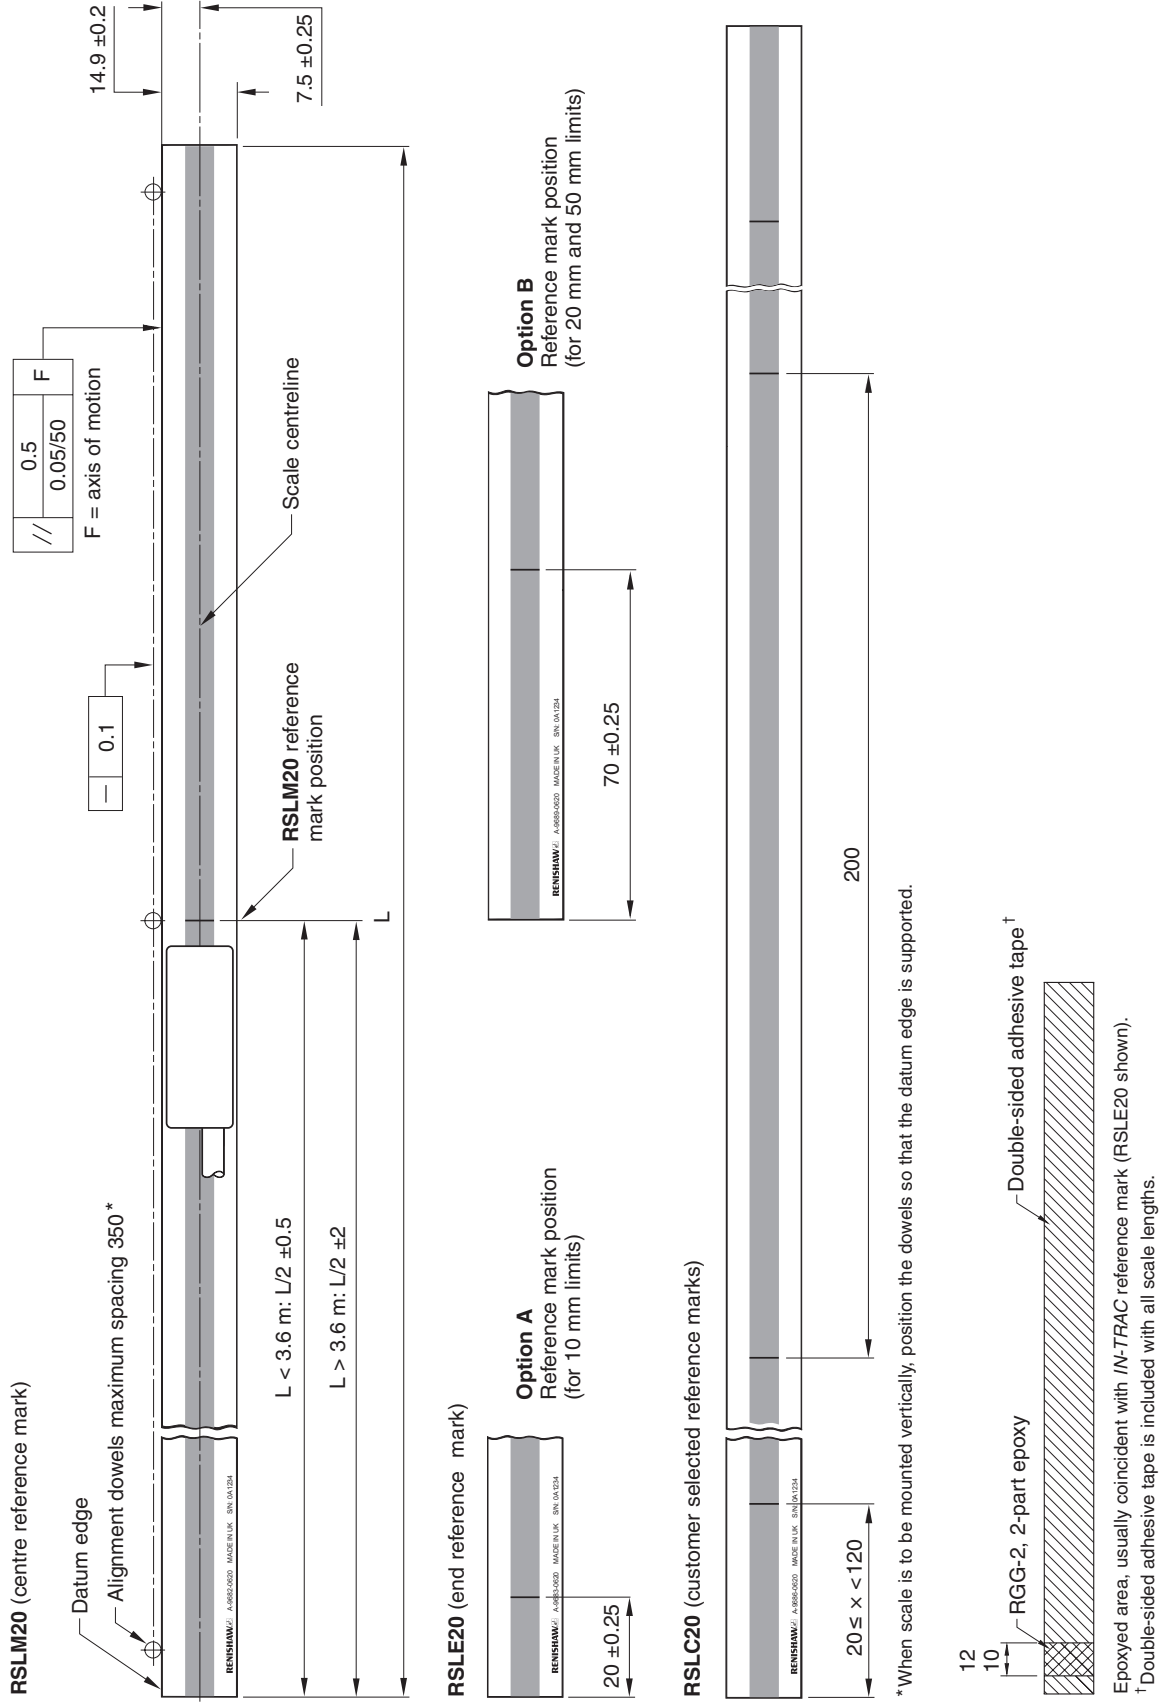 RSLM20 (centre reference mark)
Datum edge
Alignment dowels maximum spacing 350*
0.1
// 0.5 F
0.05/50
F = axis of motion
14.9 ±0.2
7.5 ±0.25
RENISHAW A-9682-0620 MADE IN UK S/N: 0A1234
Scale centreline
RSLM20 reference
mark position
L < 3.6 m: L/2 ±0.5
L > 3.6 m: L/2 ±2
L
RSLE20 (end reference mark)
RENISHAW A-9683-0620 MADE IN UK S/N: 0A1234
20 ±0.25
Option A
Reference mark position
(for 10 mm limits)
RENISHAW A-9689-0620 MADE IN UK S/N: 0A1234
70 ±0.25
Option B
Reference mark position
(for 20 mm and 50 mm limits)
RSLC20 (customer selected reference marks)
RENISHAW A-9686-0620 MADE IN UK S/N: 0A1234
20 ≤ × < 120
200
*When scale is to be mounted vertically, position the dowels so that the datum edge is supported.
12
10
RGG-2, 2-part epoxy
Double-sided adhesive tape†
Epoxyed area, usually coincident with IN-TRAC reference mark (RSLE20 shown).
†Double-sided adhesive tape is included with all scale lengths.